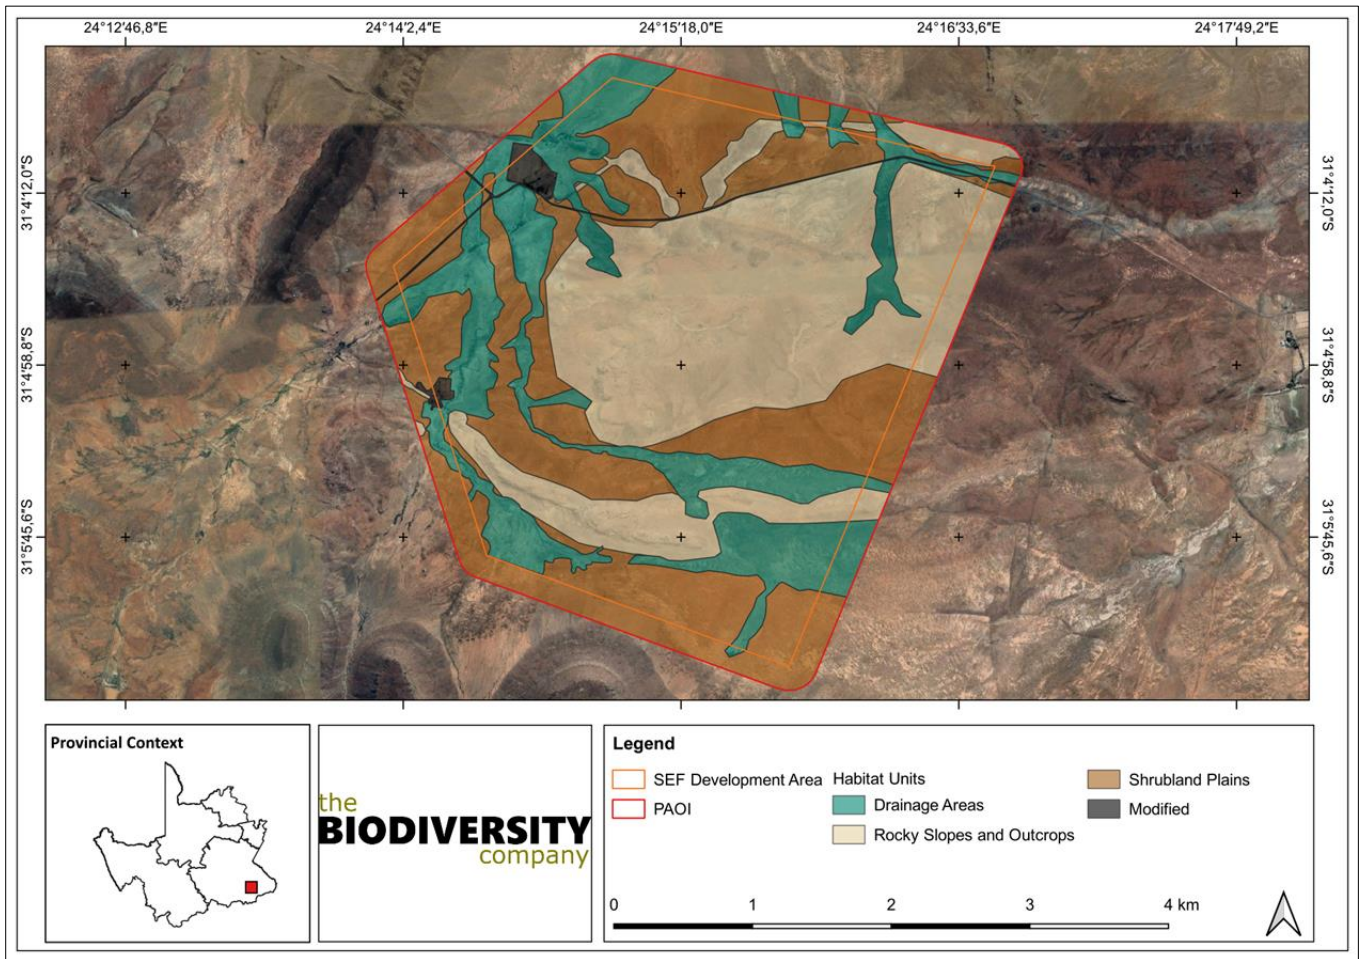 24°12'46,8"E 24°14'2,4"E 24°15'18,0"E 24°16'33,6"E 24°17'49,2"E
31°4'12,0"S 31°4'12,0"S
31°4'58,8"S 31°4'58,8"S
31°5'45,6"S 31°5'45,6"S
Provincial Context
the
BIODIVERSITY
company
Legend
SEF Development Area
PAOI
Habitat Units
Drainage Areas
Rocky Slopes and Outcrops
Shrubland Plains
Modified
0 1 2 3 4 km